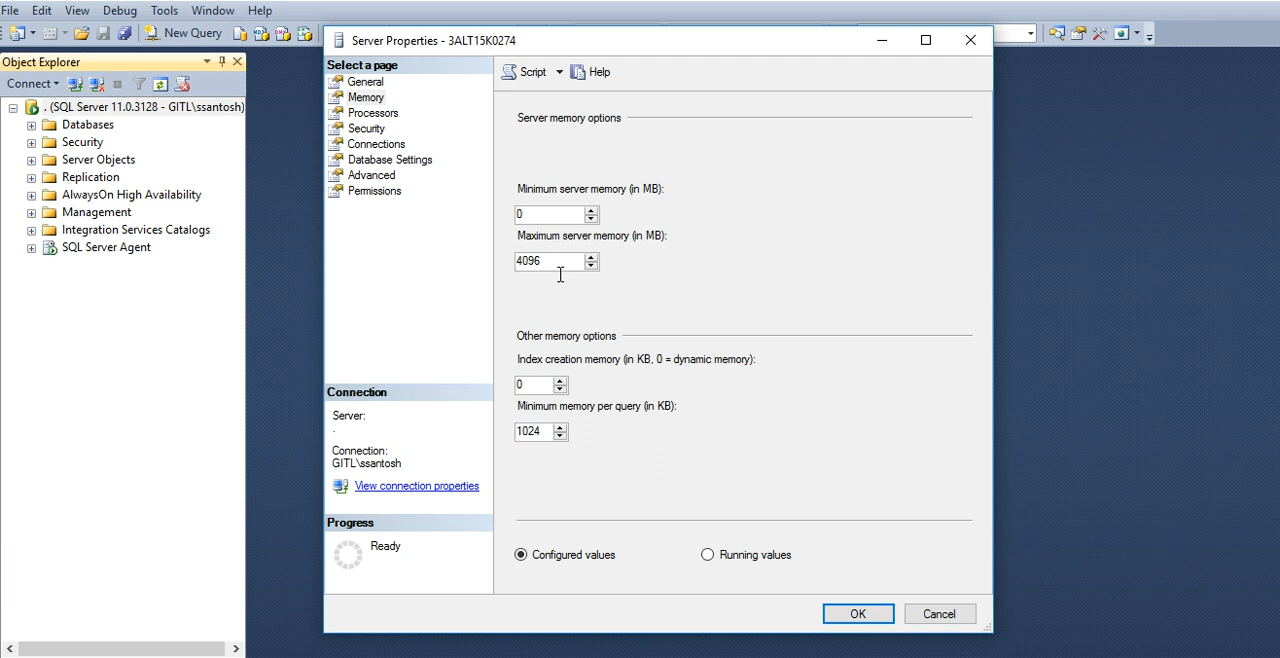 File Edit View Debug Tools Window Help
New Query
Object Explorer
Connect
. (SQL Server 11.0.3128 - GITL\ssantosh)
Databases
Security
Server Objects
Replication
AlwaysOn High Availability
Management
Integration Services Catalogs
SQL Server Agent
Server Properties - 3ALT15K0274
Select a page
General
Memory
Processors
Security
Connections
Database Settings
Advanced
Permissions
Connection
Server:
.
Connection:
GITL\ssantosh
View connection properties
Progress
Ready
Script Help
Server memory options
Minimum server memory (in MB):
0
Maximum server memory (in MB):
4096
Other memory options
Index creation memory (in KB, 0 = dynamic memory):
0
Minimum memory per query (in KB):
1024
Configured values Running values
OK Cancel